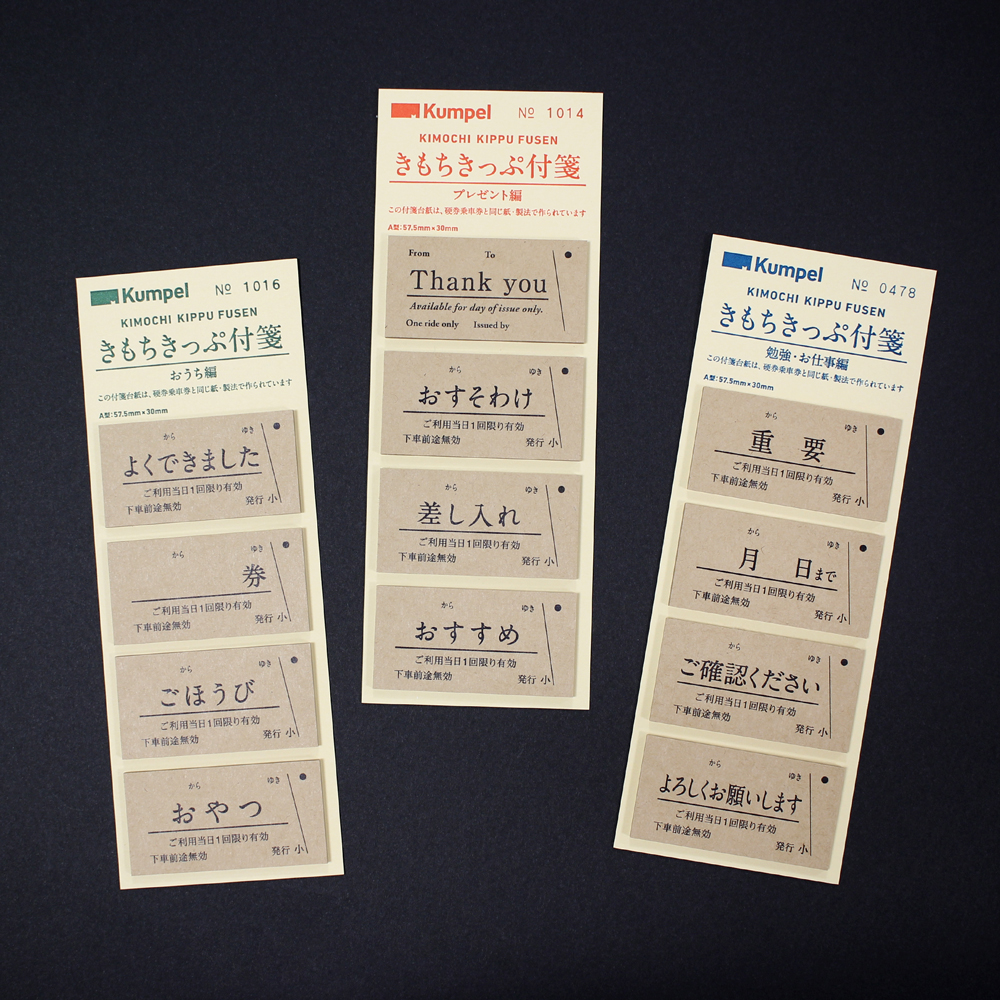 Kumpel № 1016
KIMOCHI KIPPU FUSEN
きもちきっぷ付箋
おうち編
この付箋台紙は、硬券乗車券と同じ紙・製法で作られています
A型:57.5mm×30mm
から ゆき
よくできました
ご利用当日1回限り有効
下車前途無効 発行 小
から ゆき
券
ご利用当日1回限り有効
下車前途無効 発行 小
から ゆき
ごほうび
ご利用当日1回限り有効
下車前途無効 発行 小
から ゆき
おやつ
ご利用当日1回限り有効
下車前途無効 発行 小
Kumpel № 1014
KIMOCHI KIPPU FUSEN
きもちきっぷ付箋
プレゼント編
この付箋台紙は、硬券乗車券と同じ紙・製法で作られています
A型:57.5mm×30mm
From To
Thank you
Available for day of issue only.
One ride only Issued by
から ゆき
おすそわけ
ご利用当日1回限り有効
下車前途無効 発行 小
から ゆき
差し入れ
ご利用当日1回限り有効
下車前途無効 発行 小
から ゆき
おすすめ
ご利用当日1回限り有効
下車前途無効 発行 小
Kumpel № 0478
KIMOCHI KIPPU FUSEN
きもちきっぷ付箋
勉強・お仕事編
この付箋台紙は、硬券乗車券と同じ紙・製法で作られています
A型:57.5mm×30mm
から ゆき
重要
ご利用当日1回限り有効
下車前途無効 発行 小
から ゆき
月 日まで
ご利用当日1回限り有効
下車前途無効 発行 小
から ゆき
ご確認ください
ご利用当日1回限り有効
下車前途無効 発行 小
から ゆき
よろしくお願いします
ご利用当日1回限り有効
下車前途無効 発行 小